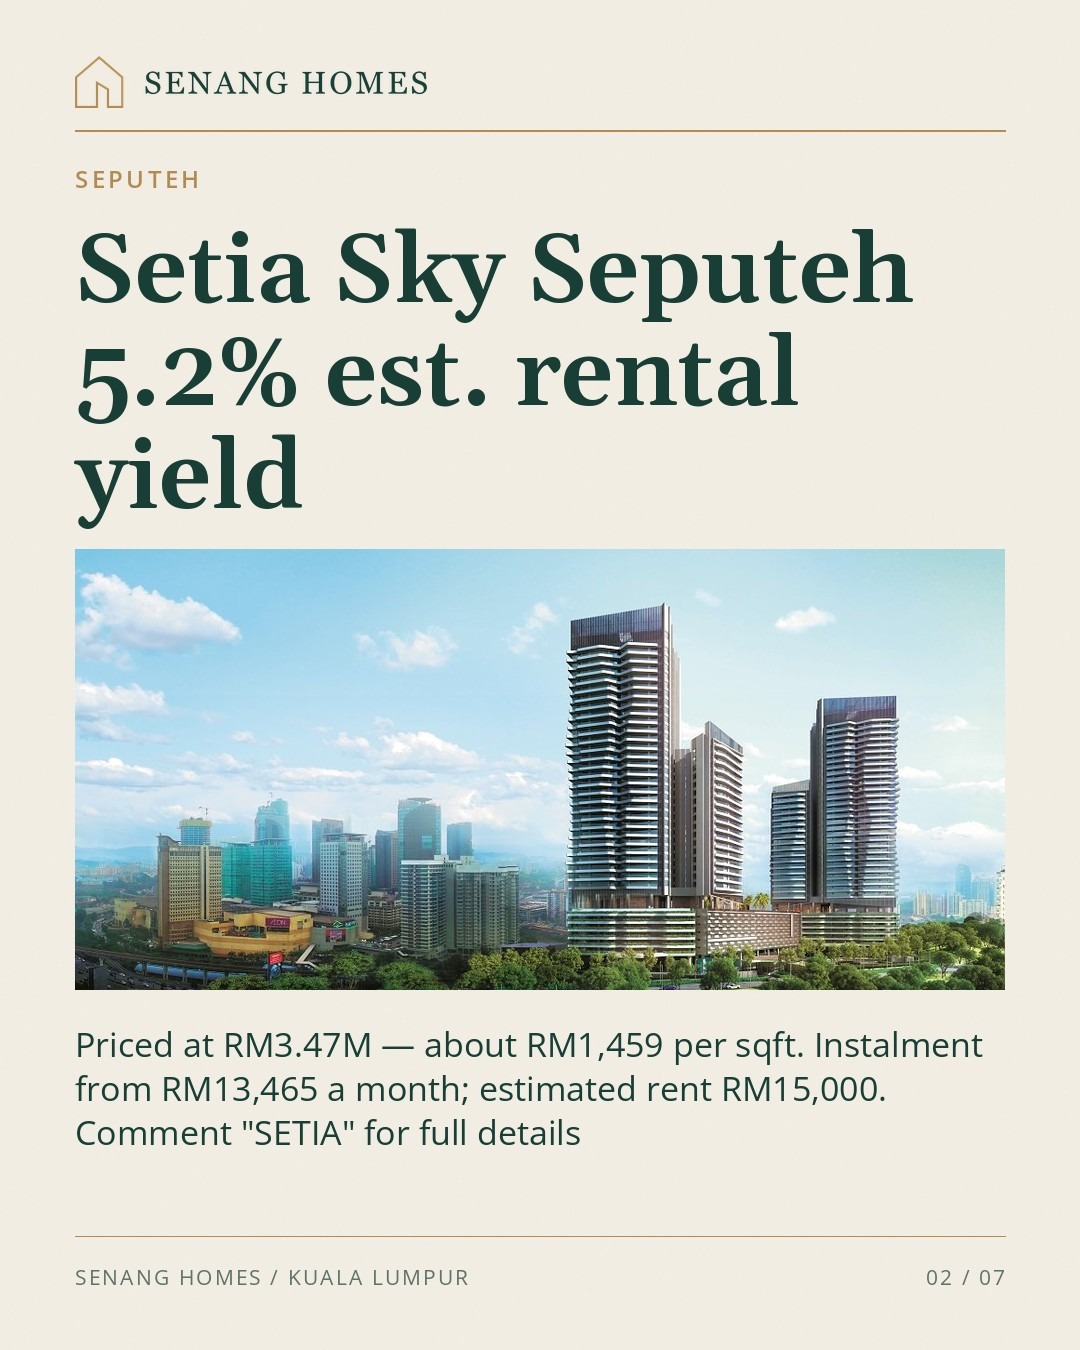 SENANG HOMES
SEPUTEH
Setia Sky Seputeh
5.2% est. rental
yield
AEON
Priced at RM3.47M — about RM1,459 per sqft. Instalment
from RM13,465 a month; estimated rent RM15,000.
Comment "SETIA" for full details
SENANG HOMES / KUALA LUMPUR
02 / 07